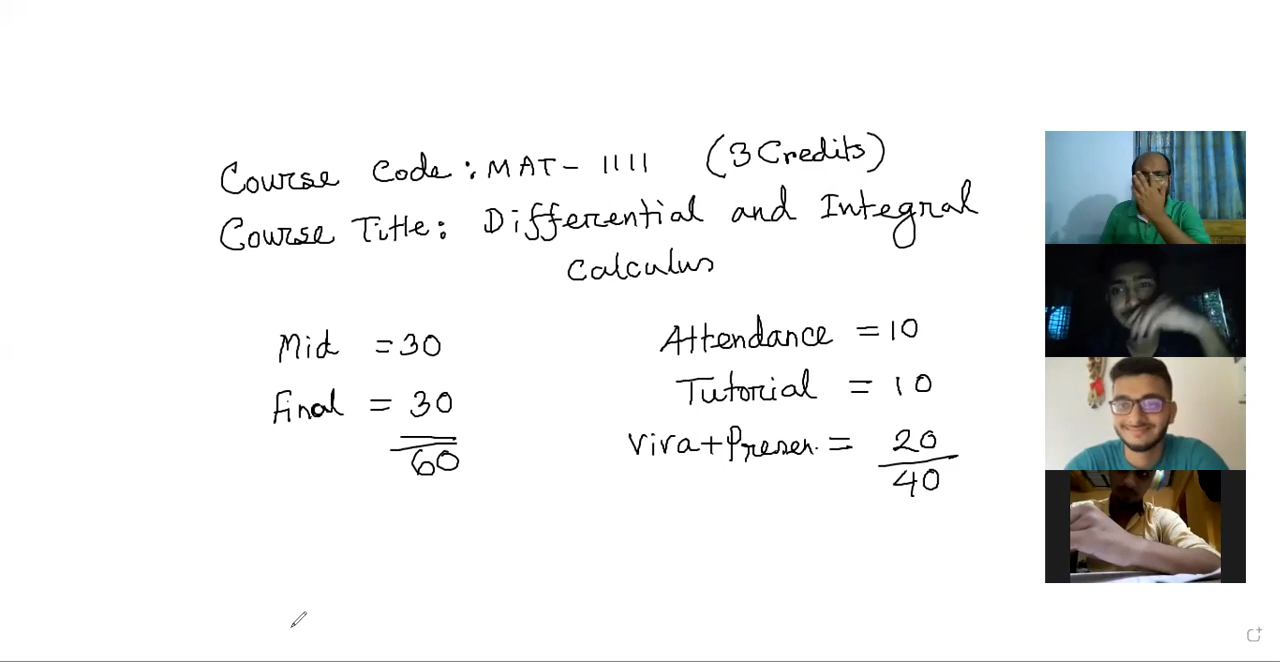 Course Code: MAT-1111 (3 Credits)
Course Title: Differential and Integral
Calculus
Mid = 30
Final = 30
60
Attendance = 10
Tutorial = 10
Viva+Presen. = 20
40